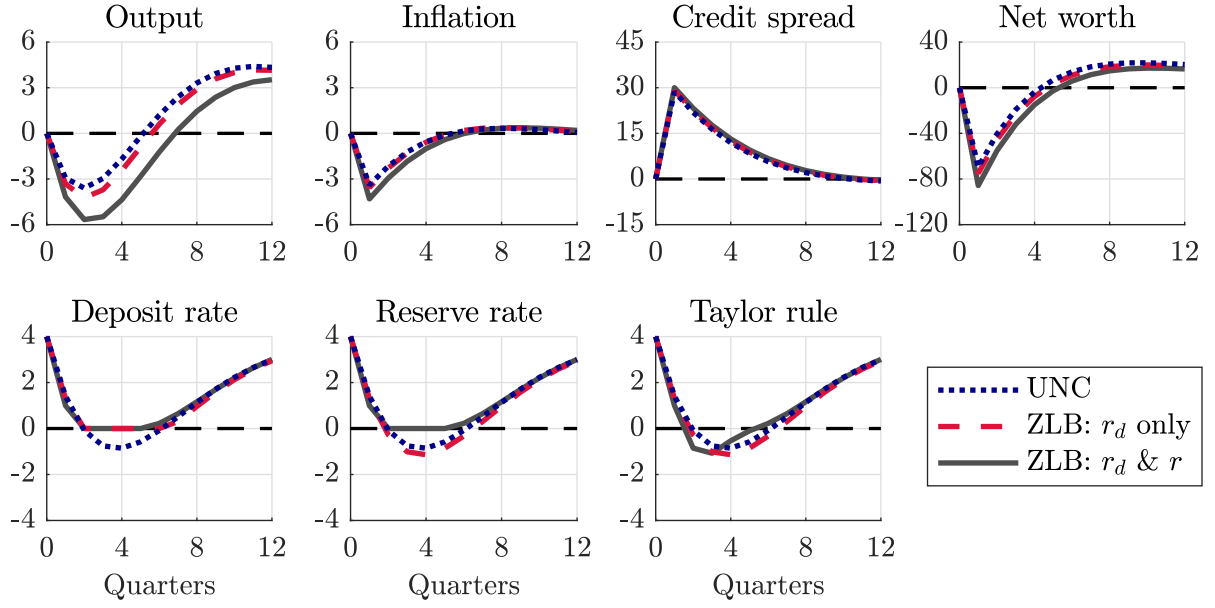 Output Inflation Credit spread Net worth
6 6 45 40
3 3 30 0
0 0 15 -40
-3 -3 0 -80
-6 -6 -15 -120
0 4 8 12 0 4 8 12 0 4 8 12 0 4 8 12
Deposit rate Reserve rate Taylor rule
4 4 4
2 2 2
0 0 0
-2 -2 -2
-4 -4 -4
0 4 8 12 0 4 8 12 0 4 8 12
Quarters Quarters Quarters
UNC
ZLB: r_d only
ZLB: r_d & r